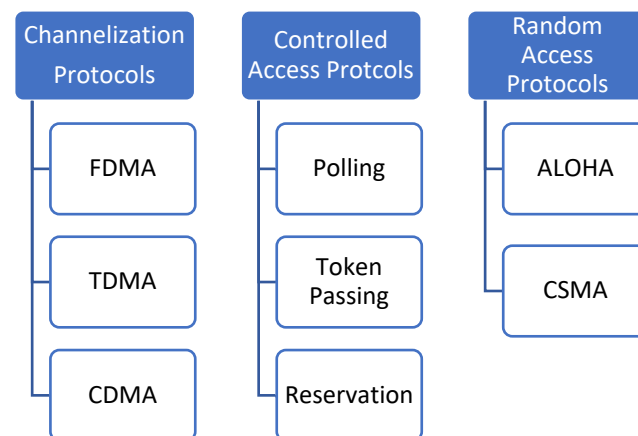 Channelization
Protocols
FDMA
TDMA
CDMA
Controlled
Access Protcols
Polling
Token
Passing
Reservation
Random
Access
Protocols
ALOHA
CSMA